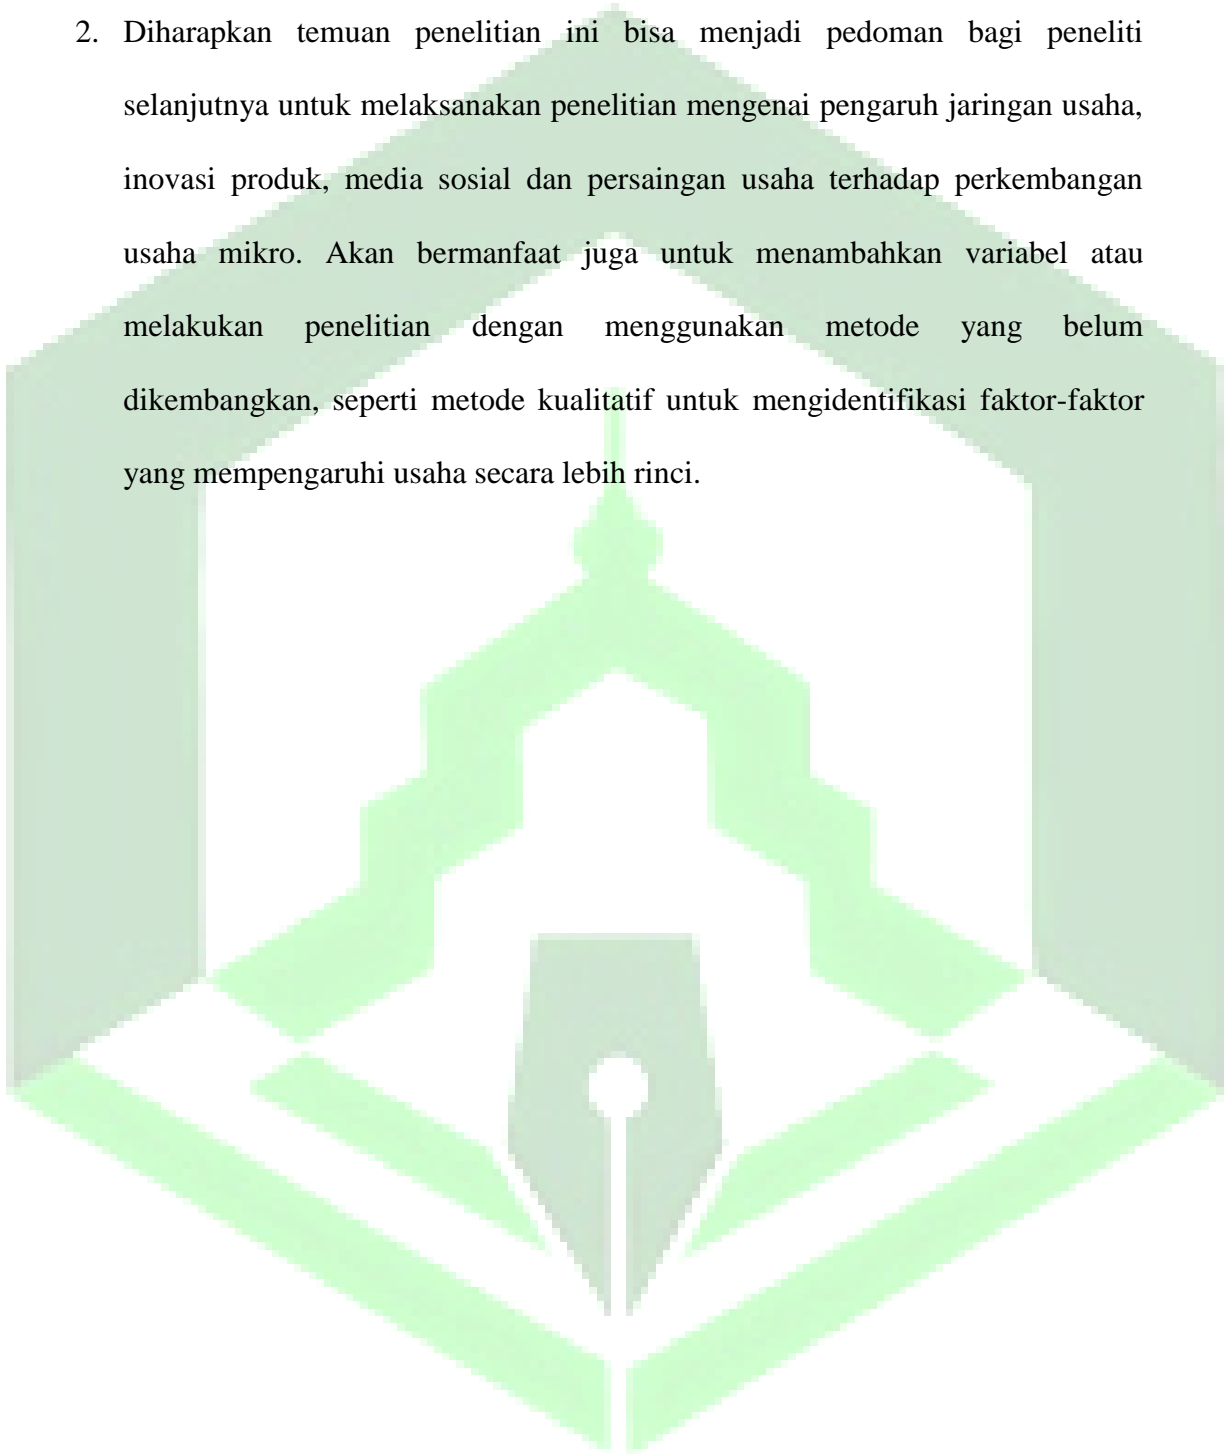 2. Diharapkan temuan penelitian ini bisa menjadi pedoman bagi peneliti
selanjutnya untuk melaksanakan penelitian mengenai pengaruh jaringan usaha,
inovasi produk, media sosial dan persaingan usaha terhadap perkembangan
usaha mikro. Akan bermanfaat juga untuk menambahkan variabel atau
melakukan penelitian dengan menggunakan metode yang belum
dikembangkan, seperti metode kualitatif untuk mengidentifikasi faktor-faktor
yang mempengaruhi usaha secara lebih rinci.